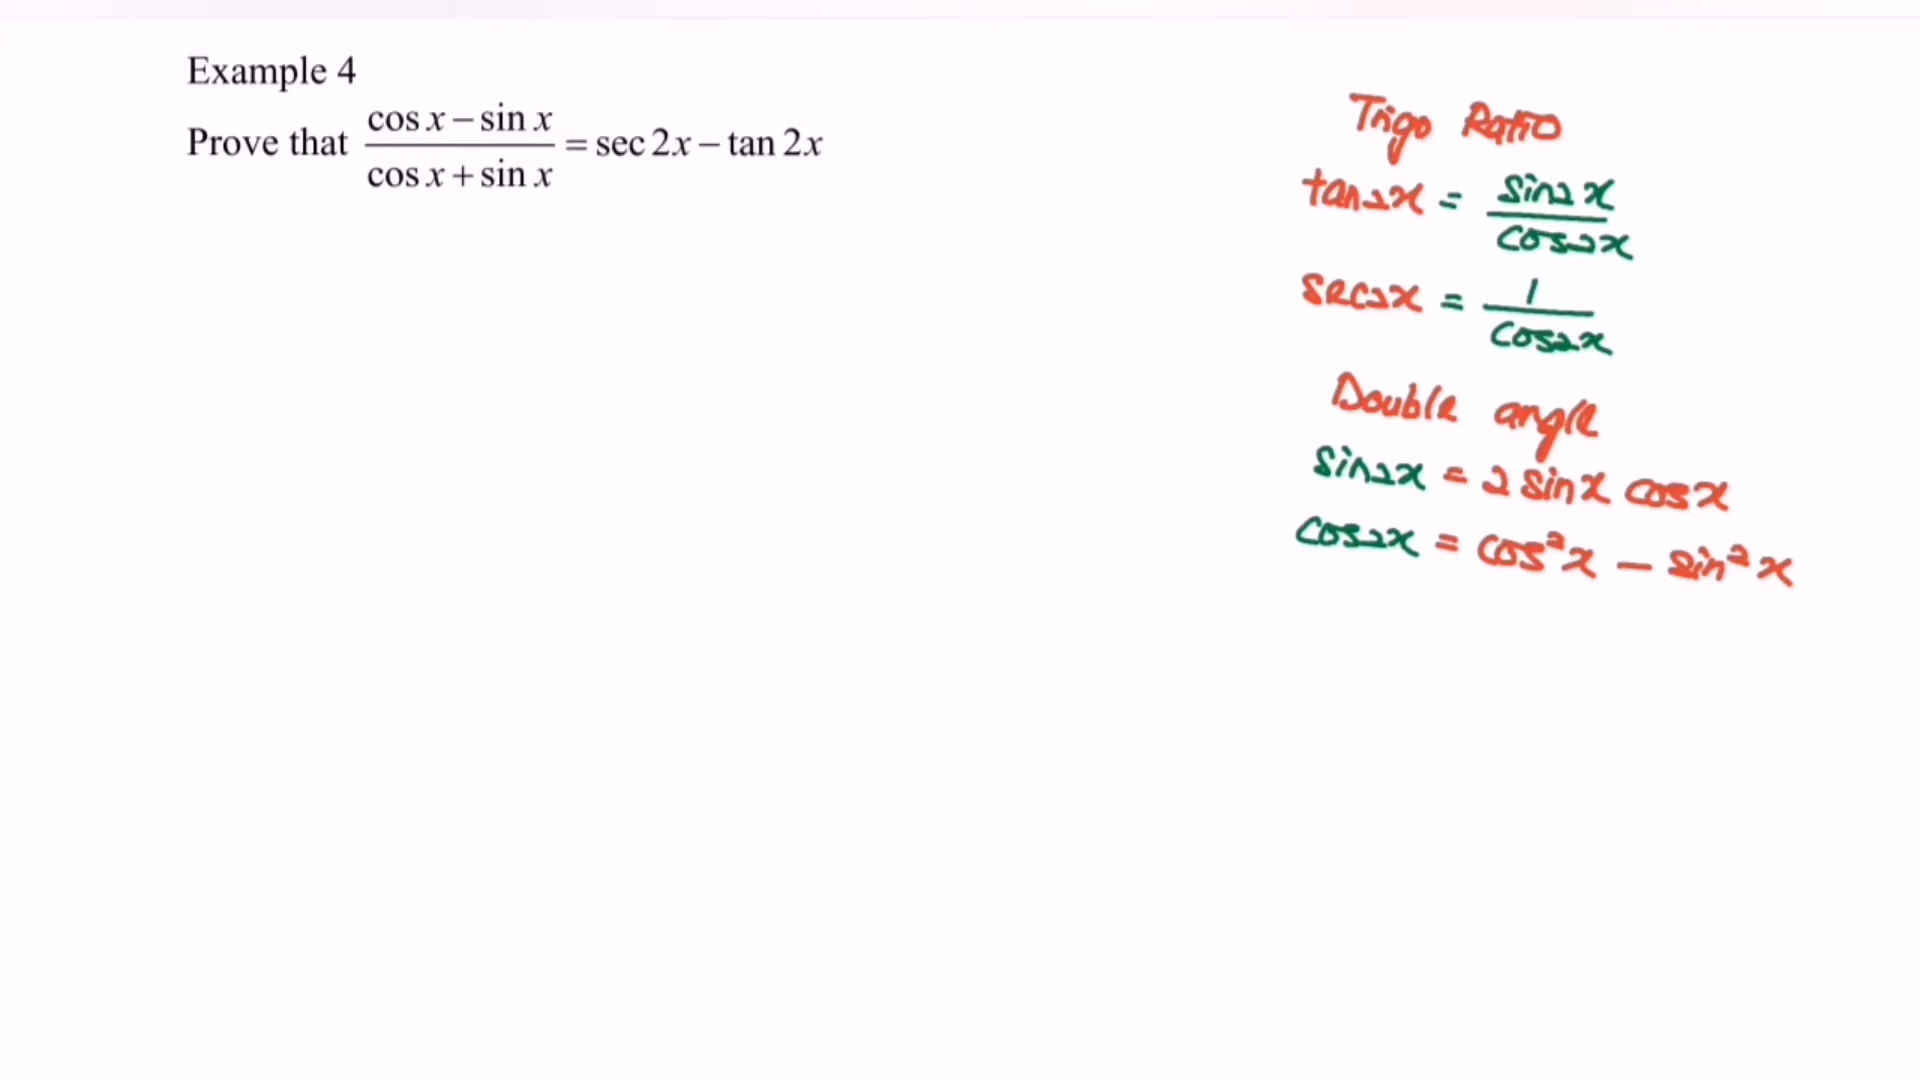 Example 4
Prove that (cos x − sin x)/(cos x + sin x) = sec 2x − tan 2x
Trigo Ratio
tan2x = sin2x/cos2x
sec2x = 1/cos2x
Double angle
sin2x = 2 sinx cosx
cos2x = cos²x − sin²x